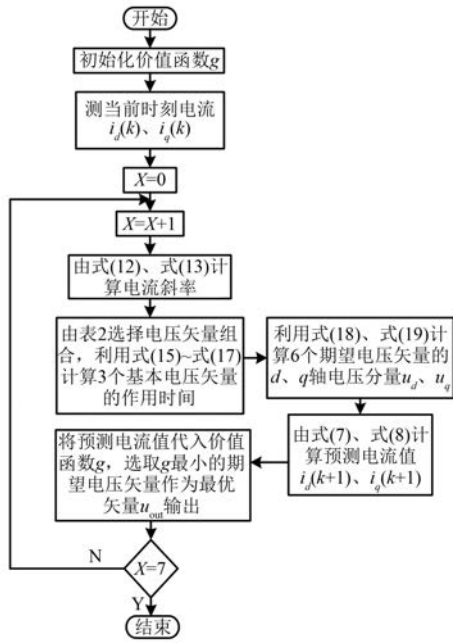 开始
初始化价值函数g
测当前时刻电流
i_d(k)、i_q(k)
X=0
X=X+1
由式(12)、式(13)计
算电流斜率
由表2选择电压矢量组
合，利用式(15)~式(17)
计算3个基本电压矢量
的作用时间
利用式(18)、式(19)计
算6个期望电压矢量的
d、q轴电压分量u_d、u_q
由式(7)、式(8)计
算预测电流值
i_d(k+1)、i_q(k+1)
将预测电流值代入价值
函数g，选取g最小的期
望电压矢量作为最优
矢量u_out输出
N
X=7
Y
结束